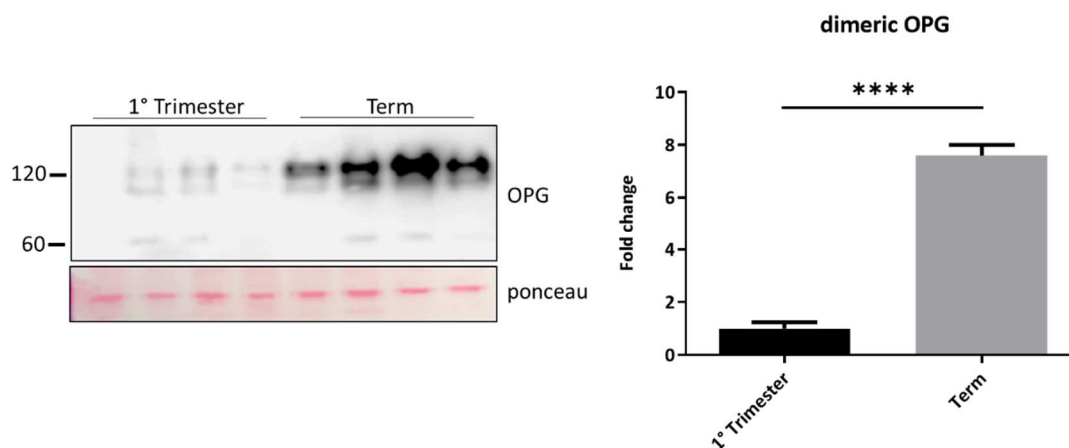 1° Trimester Term
120
60
OPG
ponceau
dimeric OPG
****
10
8
6
4
2
0
Fold change
1° Trimester
Term